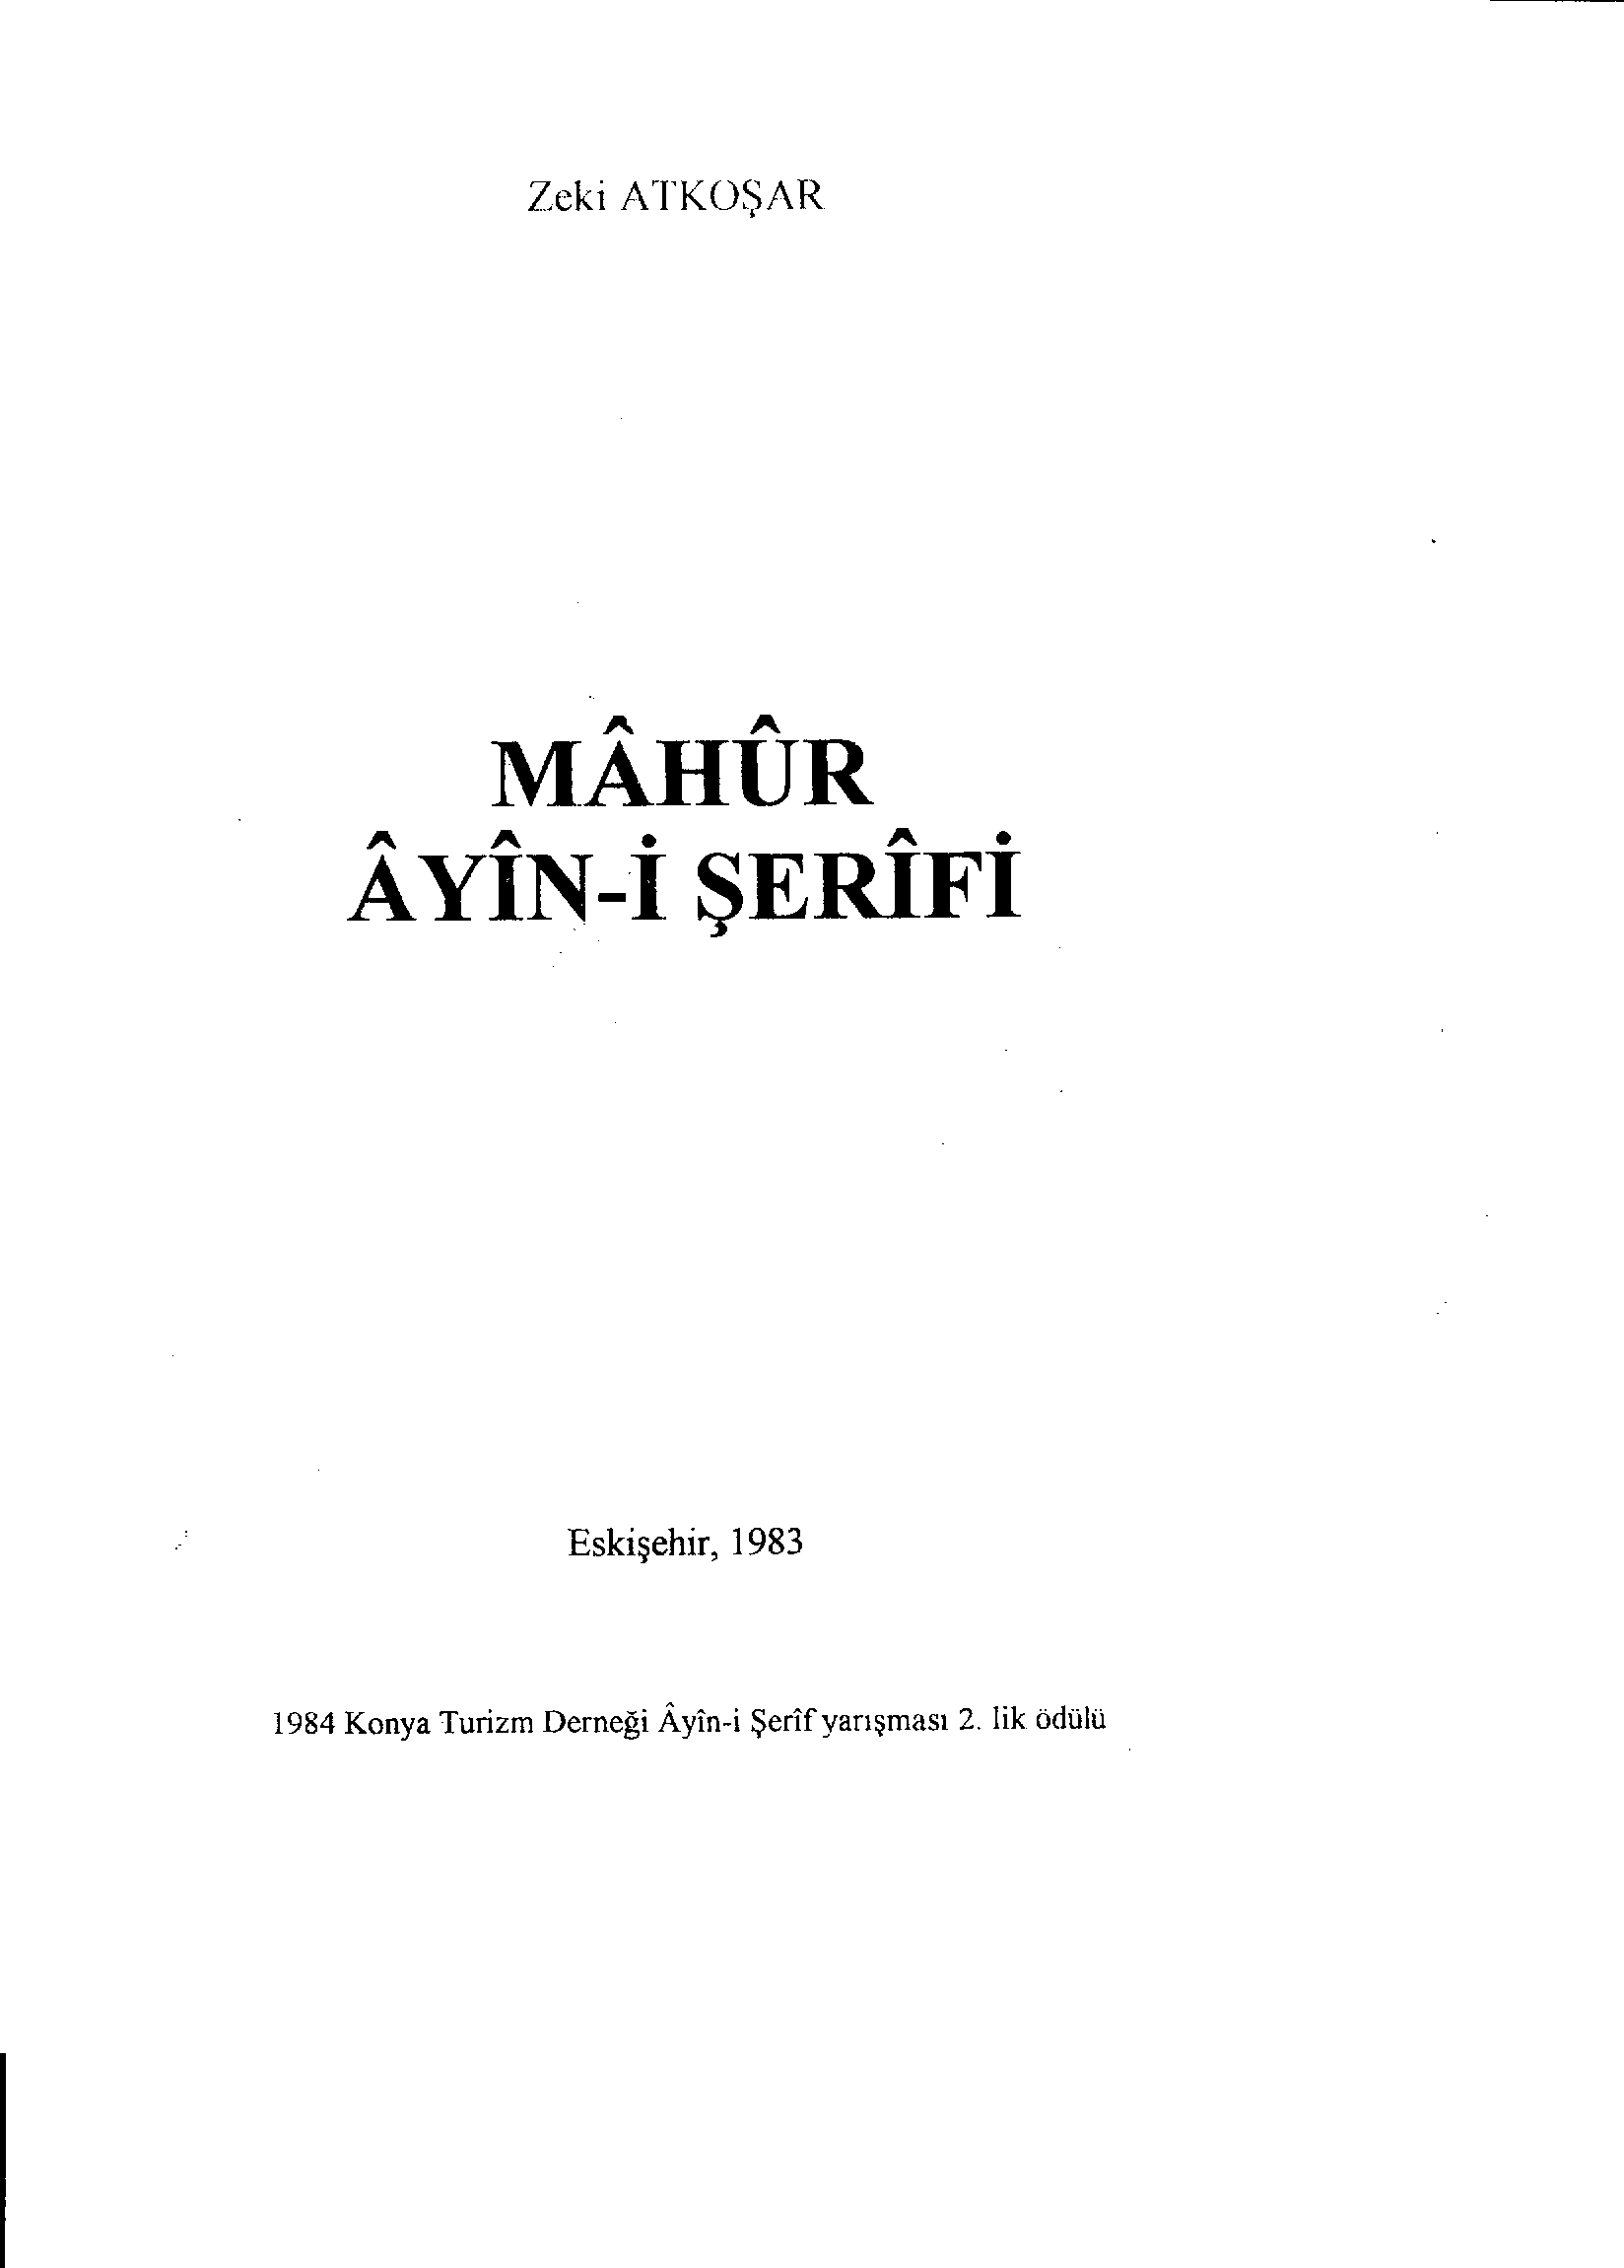 Zeki ATKOŞAR
MÂHÛR
ÂYÎN-İ ŞERÎFİ
Eskişehir, 1983
1984 Konya Turizm Derneği Âyîn-i Şerîf yarışması 2. lik ödülü